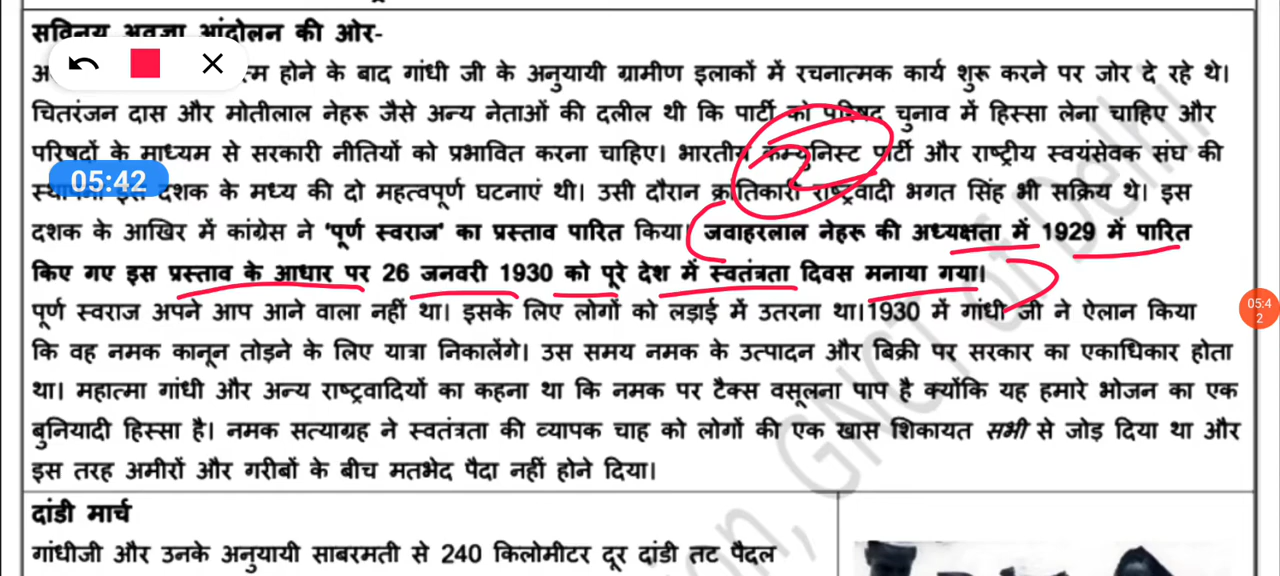 सविनय अवज्ञा आंदोलन की ओर-
होने के बाद गांधी जी के अनुयायी ग्रामीण इलाकों में रचनात्मक कार्य शुरू करने पर जोर दे रहे थे।
चितरंजन दास और मोतीलाल नेहरू जैसे अन्य नेताओं की दलील थी कि पार्टी को परिषद चुनाव में हिस्सा लेना चाहिए और
परिषदों के माध्यम से सरकारी नीतियों को प्रभावित करना चाहिए। भारतीय कम्युनिस्ट पार्टी और राष्ट्रीय स्वयंसेवक संघ की
05:42
दशक के मध्य की दो महत्वपूर्ण घटनाएं थी। उसी दौरान क्रांतिकारी राष्ट्रवादी भगत सिंह भी सक्रिय थे। इस
दशक के आखिर में कांग्रेस ने 'पूर्ण स्वराज' का प्रस्ताव पारित किया। जवाहरलाल नेहरू की अध्यक्षता में 1929 में पारित
किए गए इस प्रस्ताव के आधार पर 26 जनवरी 1930 को पूरे देश में स्वतंत्रता दिवस मनाया गया।
पूर्ण स्वराज अपने आप आने वाला नहीं था। इसके लिए लोगों को लड़ाई में उतरना था।1930 में गांधी जी ने ऐलान किया
05:4
2
कि वह नमक कानून तोड़ने के लिए यात्रा निकालेंगे। उस समय नमक के उत्पादन और बिक्री पर सरकार का एकाधिकार होता
था। महात्मा गांधी और अन्य राष्ट्रवादियों का कहना था कि नमक पर टैक्स वसूलना पाप है क्योंकि यह हमारे भोजन का एक
बुनियादी हिस्सा है। नमक सत्याग्रह ने स्वतंत्रता की व्यापक चाह को लोगों की एक खास शिकायत सभी से जोड़ दिया था और
इस तरह अमीरों और गरीबों के बीच मतभेद पैदा नहीं होने दिया।
दांडी मार्च
गांधीजी और उनके अनुयायी साबरमती से 240 किलोमीटर दूर दांडी तट पैदल
GNCT of Delhi